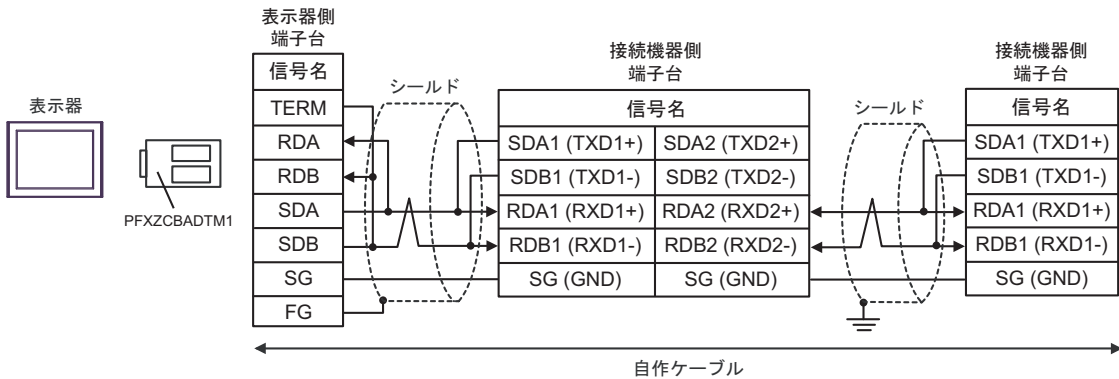 表示器
PFXZCBADTM1
表示器側
端子台
信号名
TERM
RDA
RDB
SDA
SDB
SG
FG
シールド
接続機器側
端子台
信号名
SDA1 (TXD1+) SDA2 (TXD2+)
SDB1 (TXD1-) SDB2 (TXD2-)
RDA1 (RXD1+) RDA2 (RXD2+)
RDB1 (RXD1-) RDB2 (RXD2-)
SG (GND) SG (GND)
シールド
接続機器側
端子台
信号名
SDA1 (TXD1+)
SDB1 (TXD1-)
RDA1 (RXD1+)
RDB1 (RXD1-)
SG (GND)
自作ケーブル